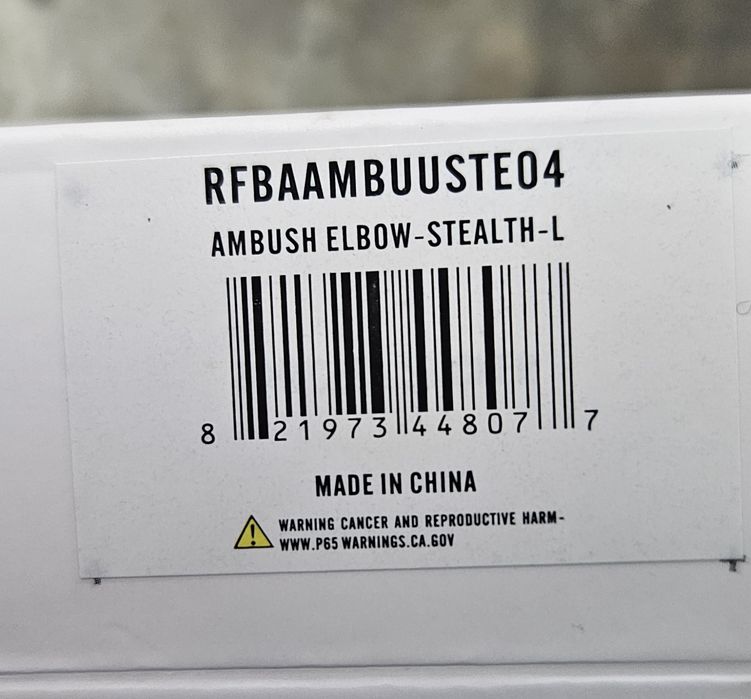 RFBAAMBUUSTE04
AMBUSH ELBOW-STEALTH-L
8 21973 44807 7
MADE IN CHINA
WARNING CANCER AND REPRODUCTIVE HARM-
WWW.P65 WARNINGS.CA.GOV